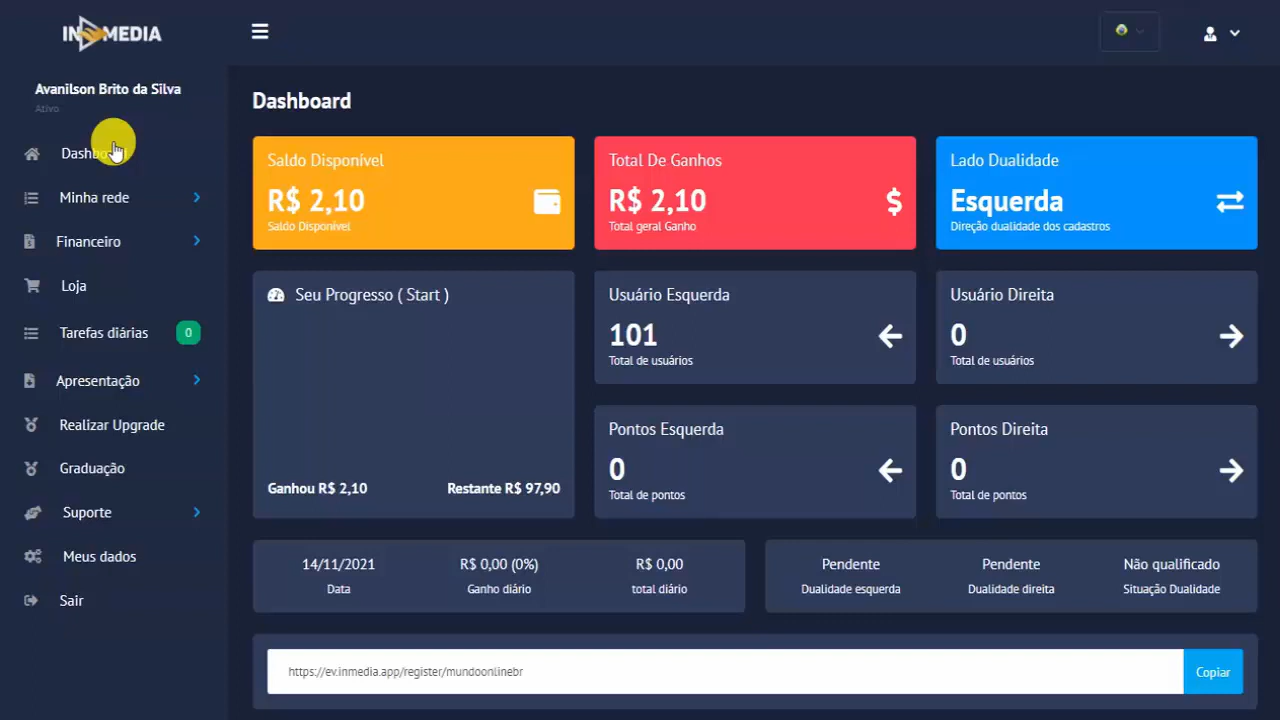 INMEDIA
Avanilson Brito da Silva
Ativo
Dashboard
Minha rede
Financeiro
Loja
Tarefas diárias 0
Apresentação
Realizar Upgrade
Graduação
Suporte
Meus dados
Sair
Dashboard
Saldo Disponível
R$ 2,10
Saldo Disponível
Total De Ganhos
R$ 2,10
Total geral Ganho
Lado Dualidade
Esquerda
Direção dualidade dos cadastros
Seu Progresso ( Start )
Ganhou R$ 2,10 Restante R$ 97,90
Usuário Esquerda
101
Total de usuários
Usuário Direita
0
Total de usuários
Pontos Esquerda
0
Total de pontos
Pontos Direita
0
Total de pontos
14/11/2021 R$ 0,00 (0%) R$ 0,00
Data Ganho diário total diário
Pendente Pendente Não qualificado
Dualidade esquerda Dualidade direita Situação Dualidade
https://ev.inmedia.app/register/mundoonlinebr Copiar